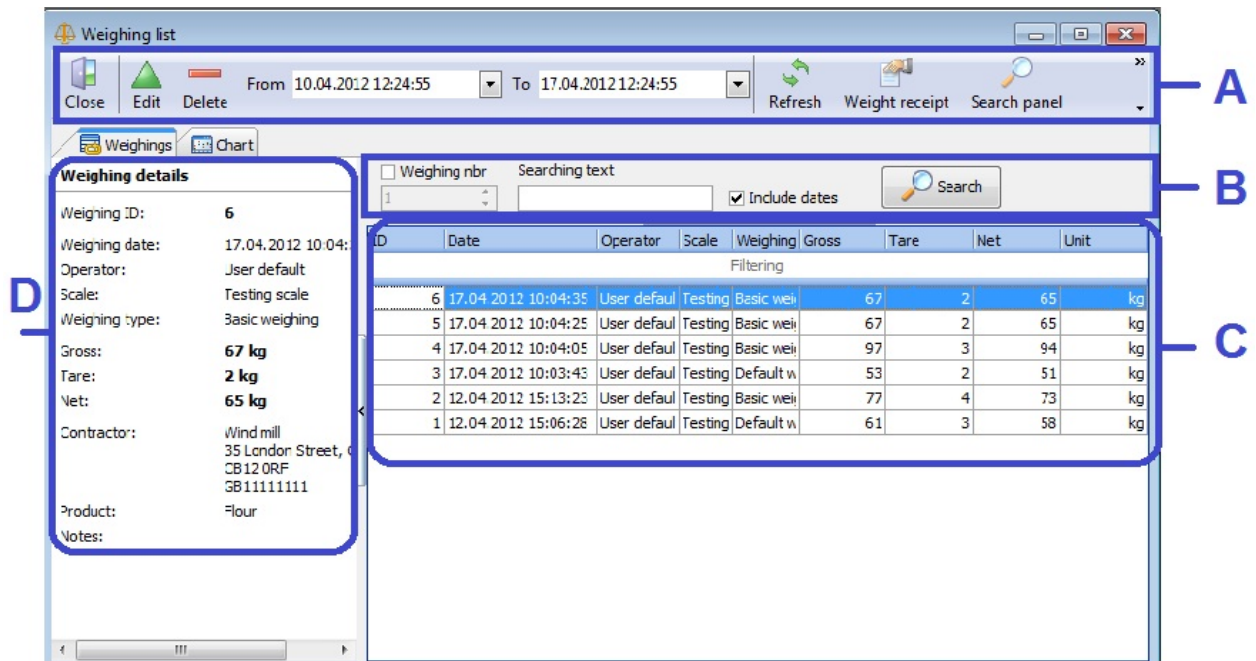 Weighing list
Close Edit Delete From 10.04.2012 12:24:55 To 17.04.2012 12:24:55 Refresh Weight receipt Search panel
A
Weighings Chart
Weighing details
Weighing ID: 6
Weighing date: 17.04.2012 10:04:
Operator: User default
Scale: Testing scale
Weighing type: Basic weighing
Gross: 67 kg
Tare: 2 kg
Net: 65 kg
Contractor: Wind mill
35 London Street,
CB12 0RF
GB11111111
Product: Flour
Notes:
D
Weighing nbr Searching text
1 Include dates Search
B
ID Date Operator Scale Weighing Gross Tare Net Unit
Filtering
6 17.04.2012 10:04:35 User defaul Testing Basic weig 67 2 65 kg
5 17.04.2012 10:04:25 User defaul Testing Basic weig 67 2 65 kg
4 17.04.2012 10:04:05 User defaul Testing Basic weig 97 3 94 kg
3 17.04.2012 10:03:43 User defaul Testing Default w 53 2 51 kg
2 12.04.2012 15:13:23 User defaul Testing Basic weig 77 4 73 kg
1 12.04.2012 15:06:28 User defaul Testing Default w 61 3 58 kg
C